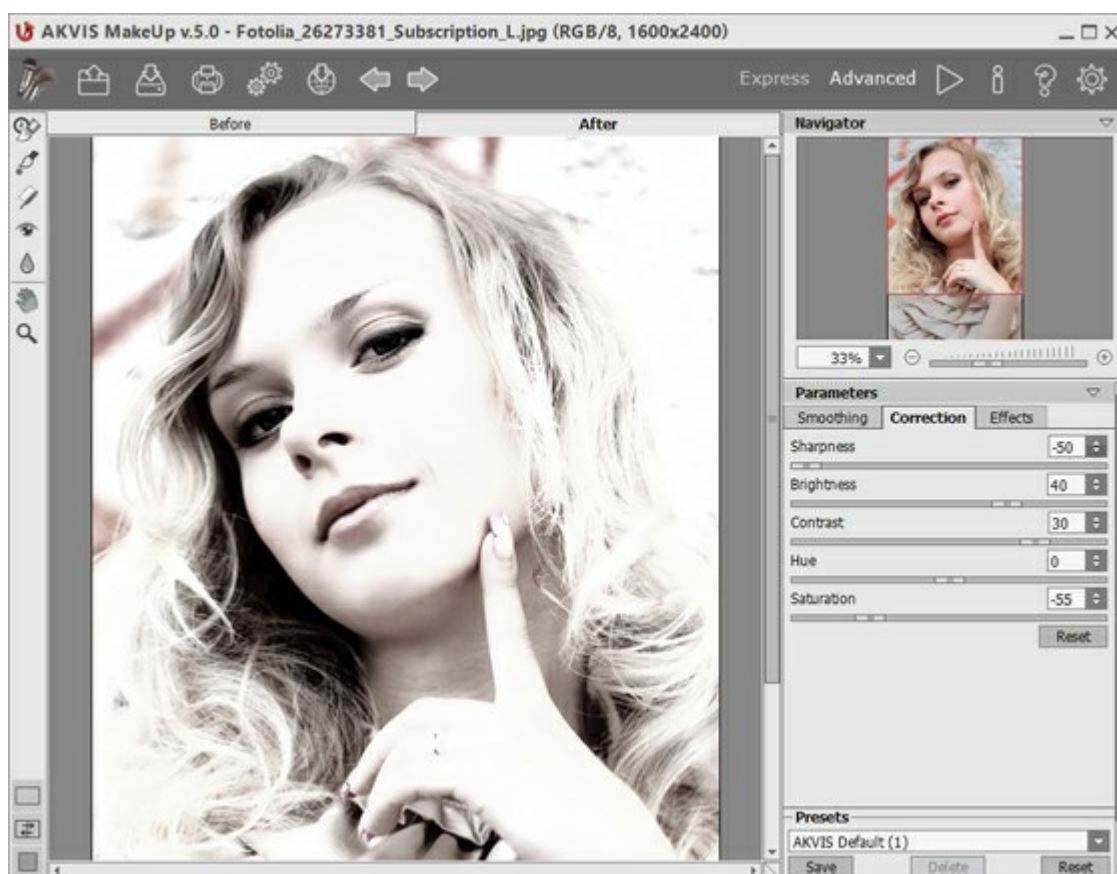 AKVIS MakeUp v.5.0 - Fotolia_26273381_Subscription_L.jpg (RGB/8, 1600x2400)
Express Advanced
Before After
Navigator
33%
Parameters
Smoothing Correction Effects
Sharpness -50
Brightness 40
Contrast 30
Hue 0
Saturation -55
Reset
Presets
AKVIS Default (1)
Save Delete Reset